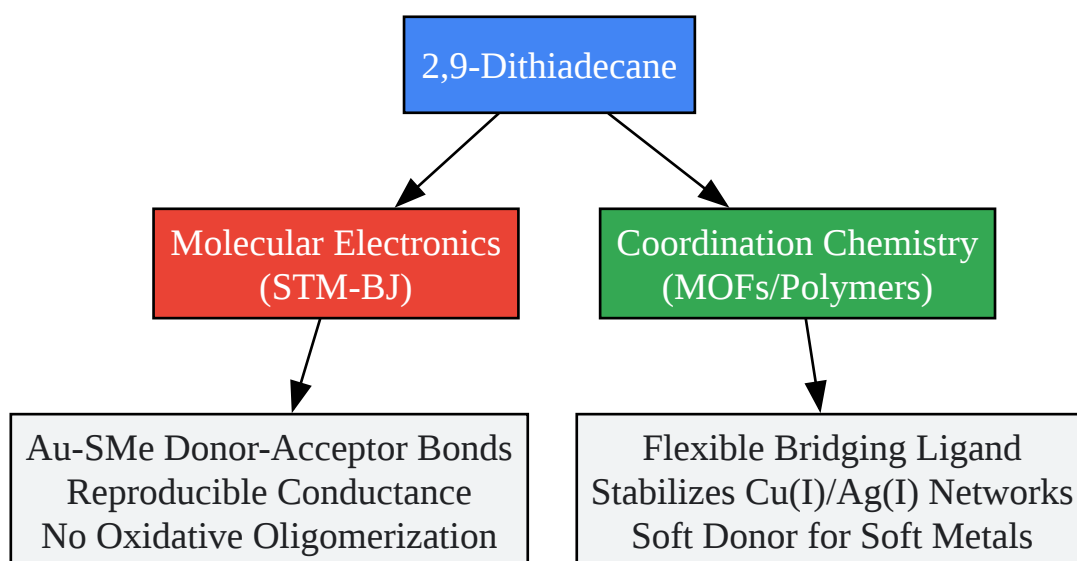 2,9-Dithiadecane
Molecular Electronics
(STM-BJ)
Coordination Chemistry
(MOFs/Polymers)
Au-SMe Donor-Acceptor Bonds
Reproducible Conductance
No Oxidative Oligomerization
Flexible Bridging Ligand
Stabilizes Cu(I)/Ag(I) Networks
Soft Donor for Soft Metals